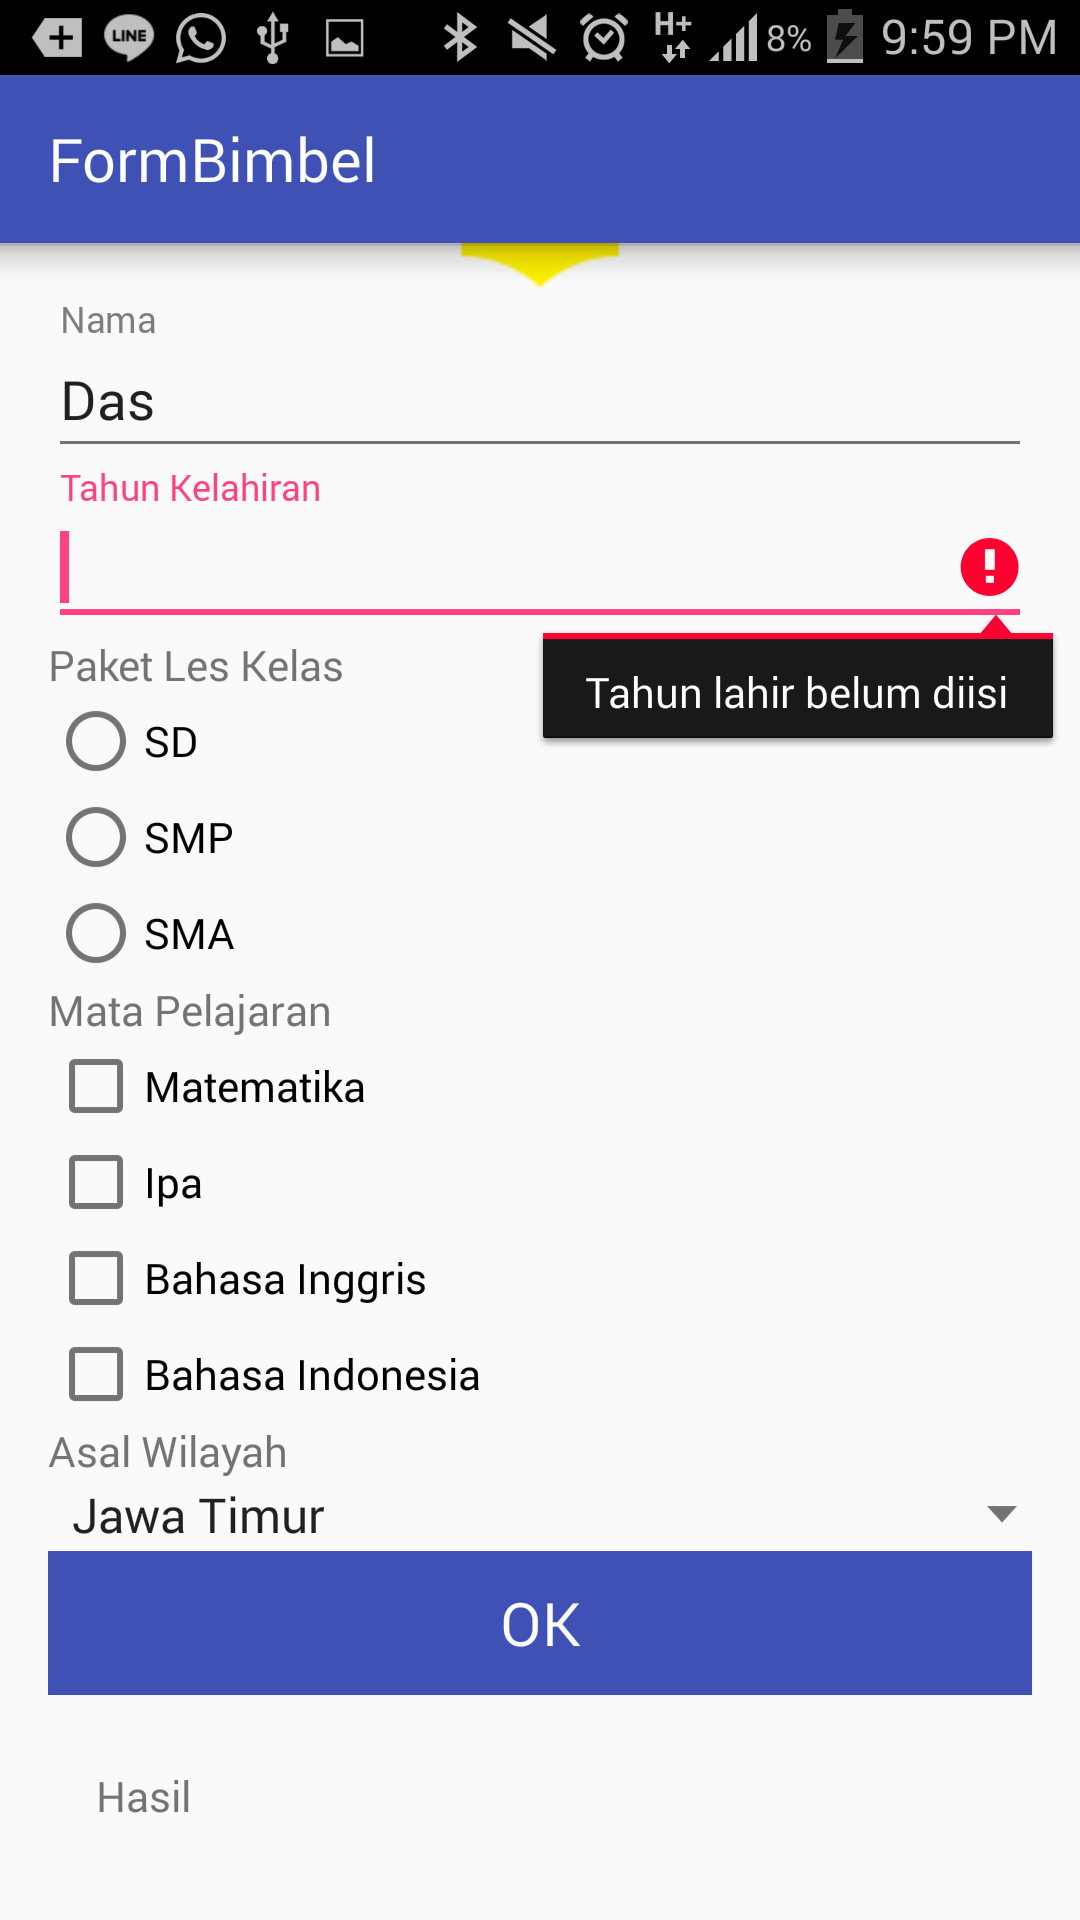 LINE H+ 8% 9:59 PM
FormBimbel
Nama
Das
Tahun Kelahiran
Paket Les Kelas
Tahun lahir belum diisi
SD
SMP
SMA
Mata Pelajaran
Matematika
Ipa
Bahasa Inggris
Bahasa Indonesia
Asal Wilayah
Jawa Timur
OK
Hasil